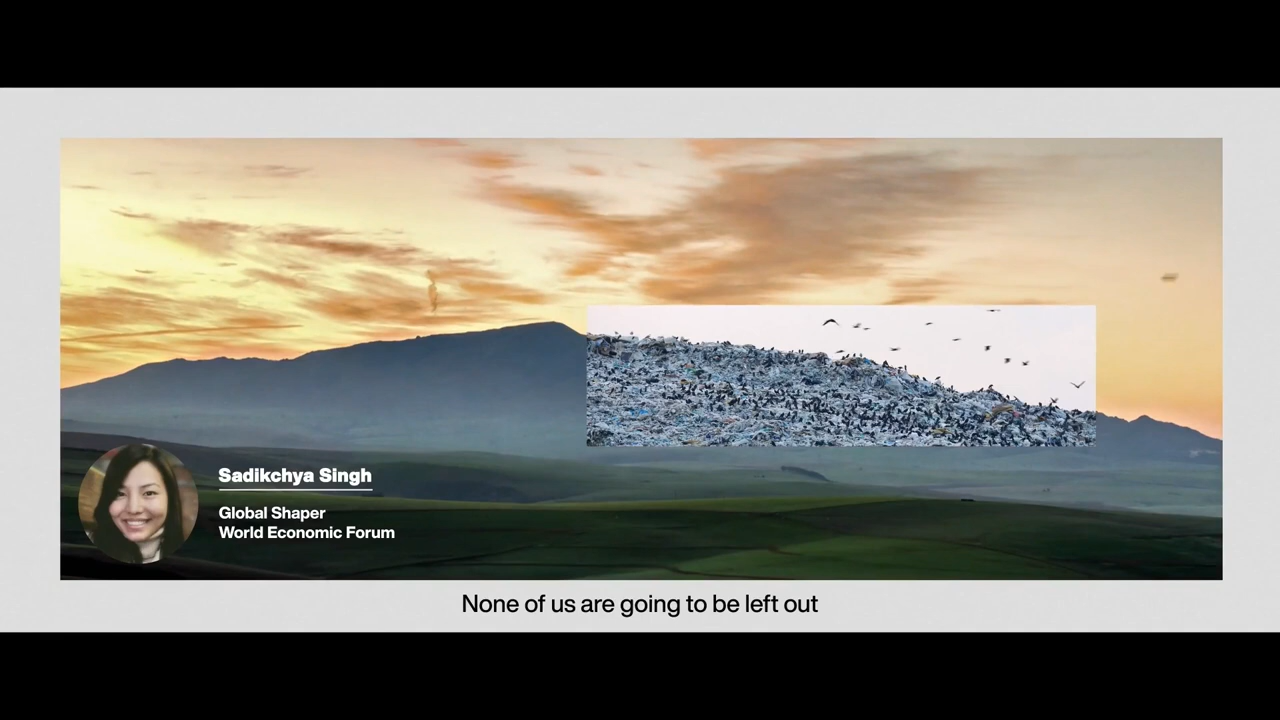 Sadikchya Singh
Global Shaper
World Economic Forum
None of us are going to be left out